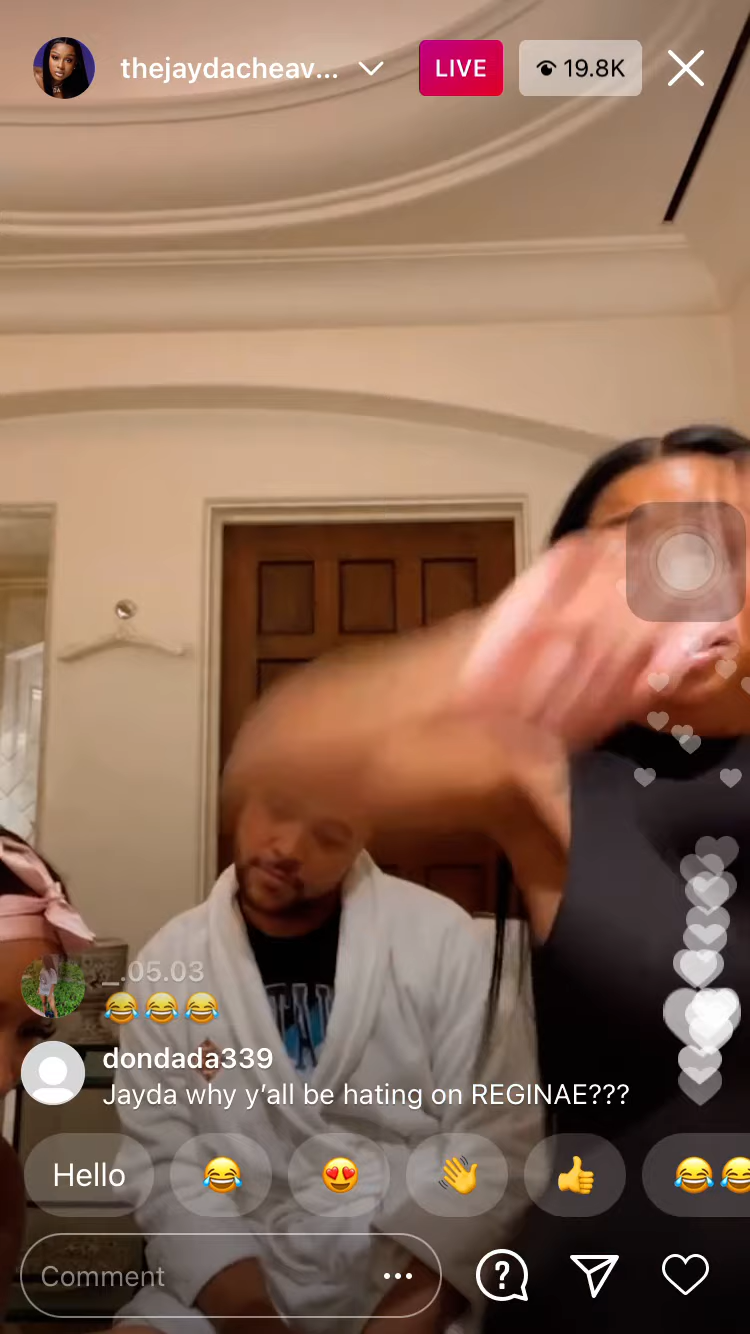 thejaydacheav...
LIVE
19.8K
_.05.03
😂😂😂
dondada339
Jayda why y’all be hating on REGINAE???
Hello
😂 😍 👋 👍 😂😂
Comment